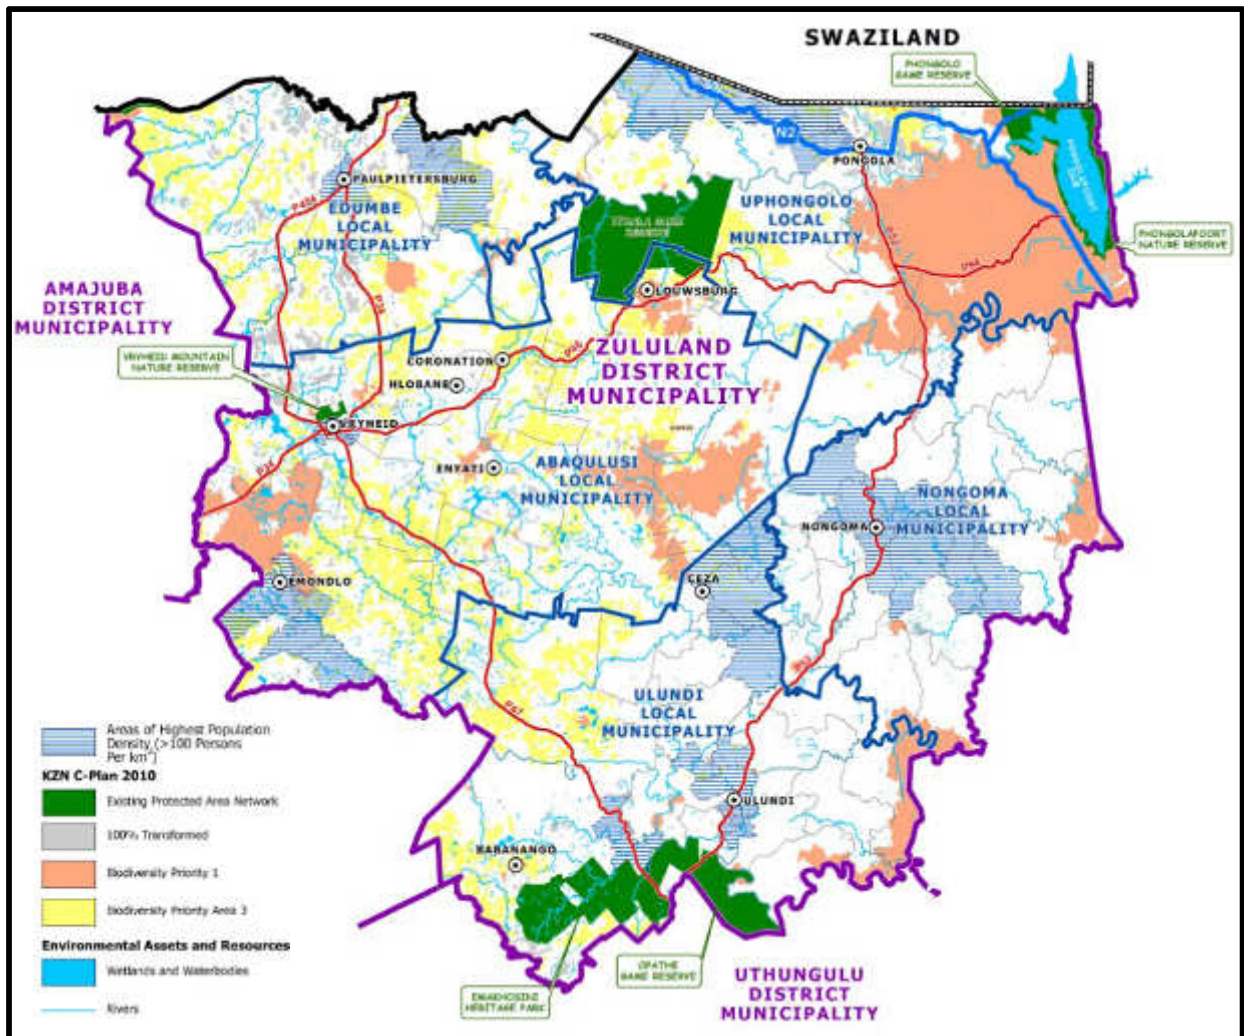 SWAZILAND
PHONGOLO
GAME RESERVE
N2
PONGOLA
PAULPIETERSBURG
EDUMBE
LOCAL
MUNICIPALITY
UPHONGOLO
LOCAL
MUNICIPALITY
PHONGOLAPOORT
NATURE RESERVE
AMAJUBA
DISTRICT
MUNICIPALITY
LOUWSBURG
VRYHEID MOUNTAIN
NATURE RESERVE
CORONATION
HLOBANE
ZULULAND
DISTRICT
MUNICIPALITY
VRYHEID
ENYATI
ABAQULUSI
LOCAL
MUNICIPALITY
NONGOMA
LOCAL
MUNICIPALITY
NONGOMA
EMONDLO
CEZA
ULUNDI
LOCAL
MUNICIPALITY
ULUNDI
BABANANGO
EMAKHOSINI
HERITAGE PARK
OPATHE
GAME RESERVE
UTHUNGULU
DISTRICT
MUNICIPALITY
Areas of Highest Population
Density (>100 Persons
Per km²)
KZN C-Plan 2010
Existing Protected Area Network
100% Transformed
Biodiversity Priority 1
Biodiversity Priority Area 3
Environmental Assets and Resources
Wetlands and Waterbodies
Rivers